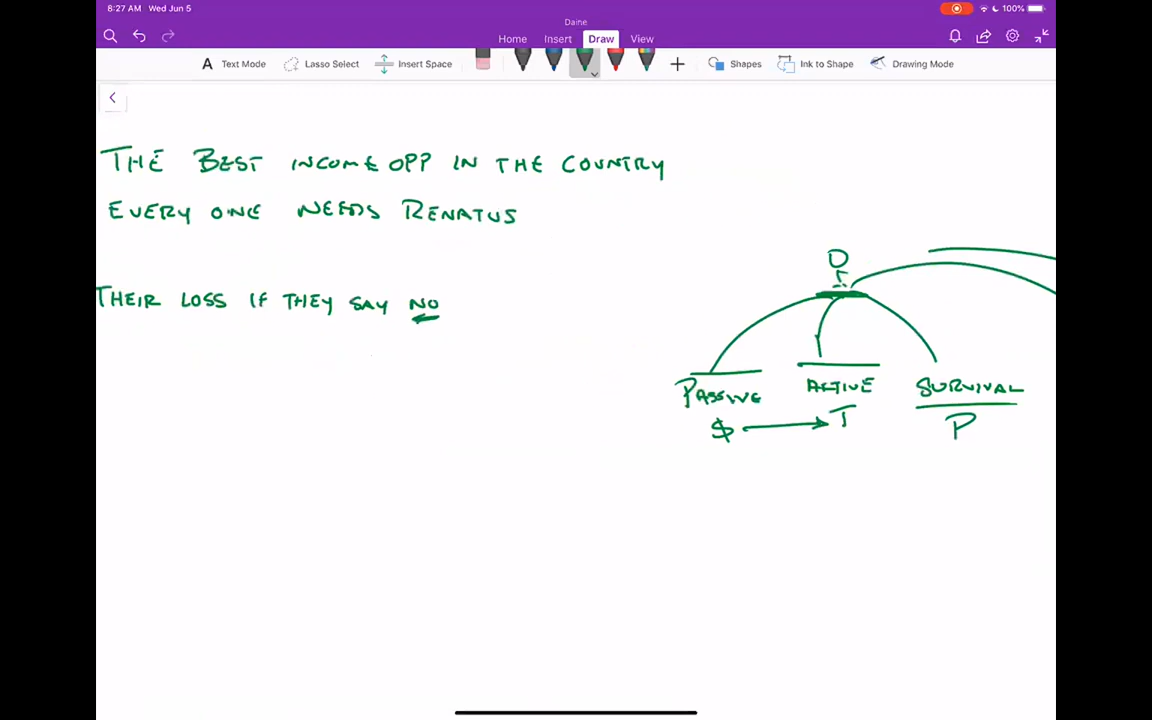 8:27 AM Wed Jun 5
100%
Daine
Home Insert Draw View
Text Mode Lasso Select Insert Space Shapes Ink to Shape Drawing Mode
THE BEST INCOME OPP IN THE COUNTRY
EVERY ONE NEEDS RENATUS
THEIR LOSS IF THEY SAY NO
PASSIVE ACTIVE SURVIVAL
$ T P